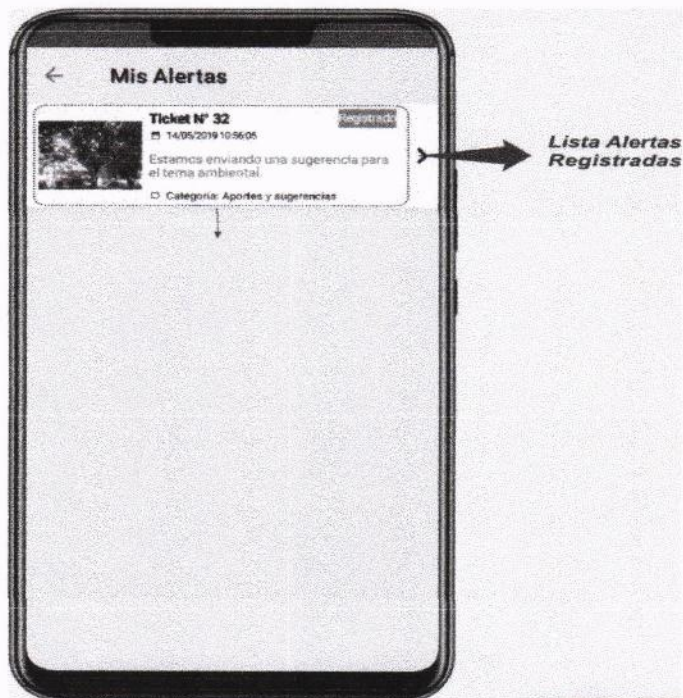 Mis Alertas
Ticket N° 32
Registrado
14/05/2019 10:56:05
Estamos enviando una sugerencia para
el tema ambiental.
Categoría: Aportes y sugerencias
Lista Alertas
Registradas